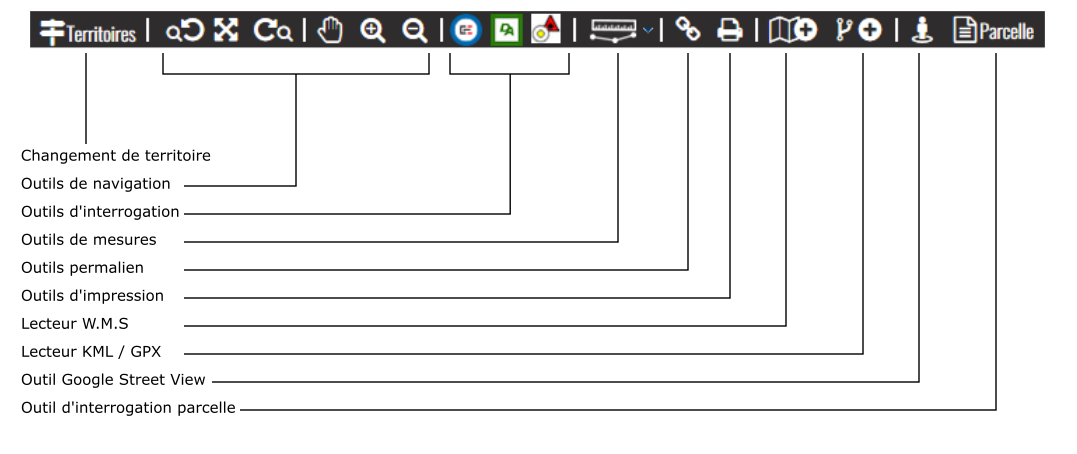 Territoires
Parcelle
Changement de territoire
Outils de navigation
Outils d'interrogation
Outils de mesures
Outils permalien
Outils d'impression
Lecteur W.M.S
Lecteur KML / GPX
Outil Google Street View
Outil d'interrogation parcelle